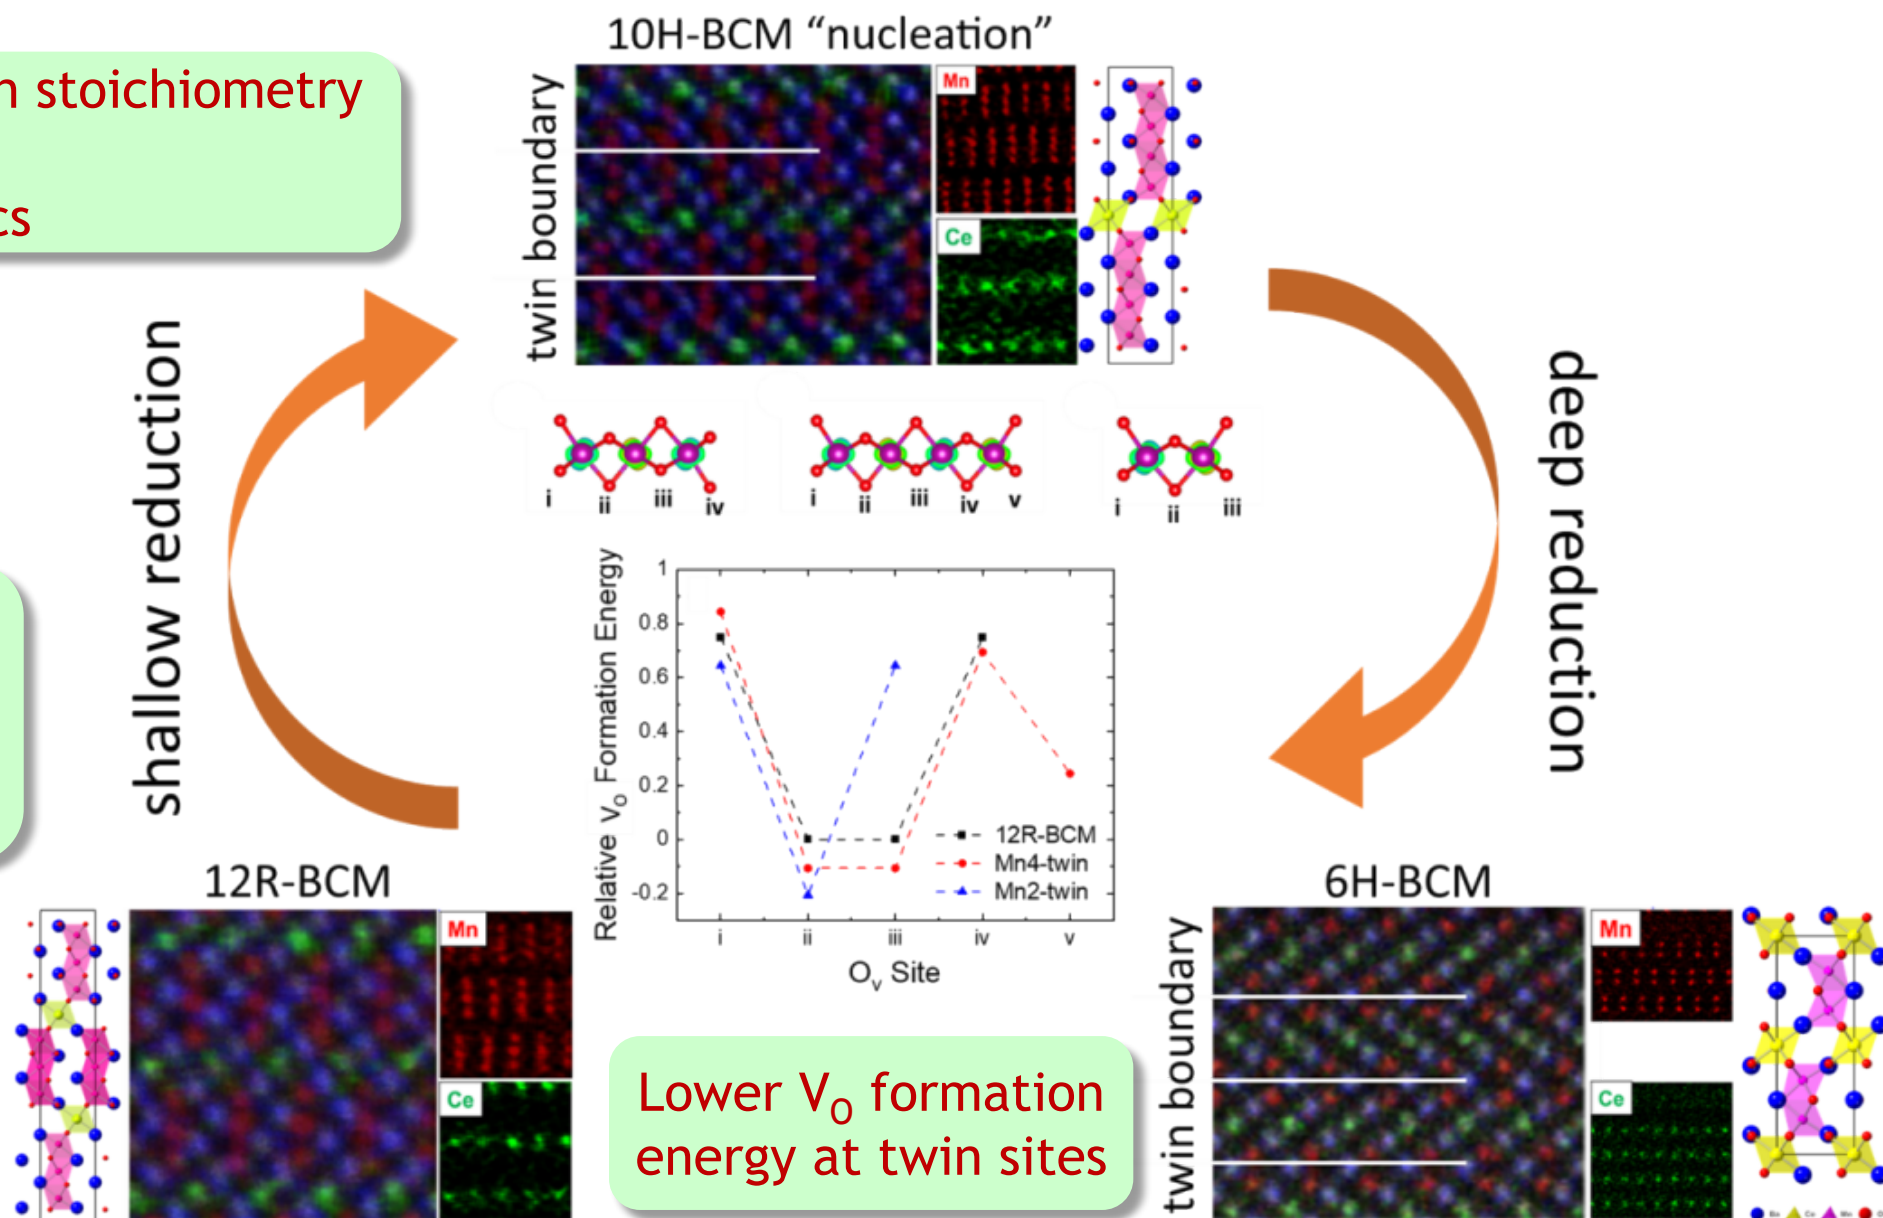 10H-BCM “nucleation”
n stoichiometry
cs
twin boundary
Mn
Ce
shallow reduction
deep reduction
i ii iii iv
i ii iii iv v
i ii iii
Relative VO Formation Energy
1
0.8
0.6
0.4
0.2
0
-0.2
12R-BCM
Mn4-twin
Mn2-twin
i ii iii iv v
Ov Site
12R-BCM
Mn
Ce
Lower VO formation
energy at twin sites
6H-BCM
twin boundary
Mn
Ce